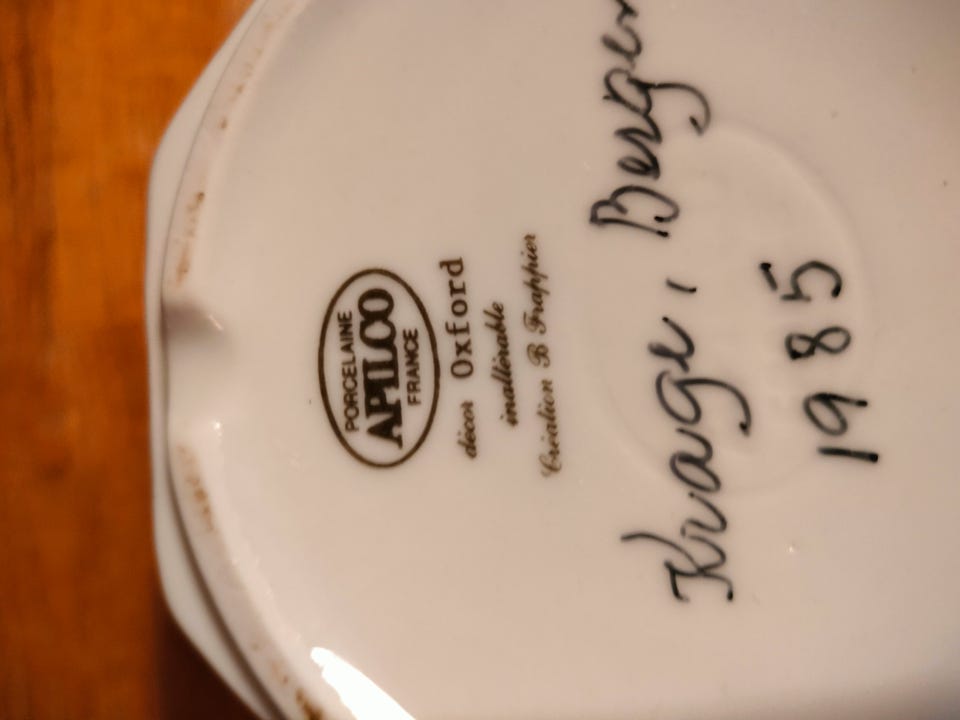 PORCELAINE
APILCO
FRANCE
décor Oxford
inaltérable
Création B Frappier
Krage, Berger
1985